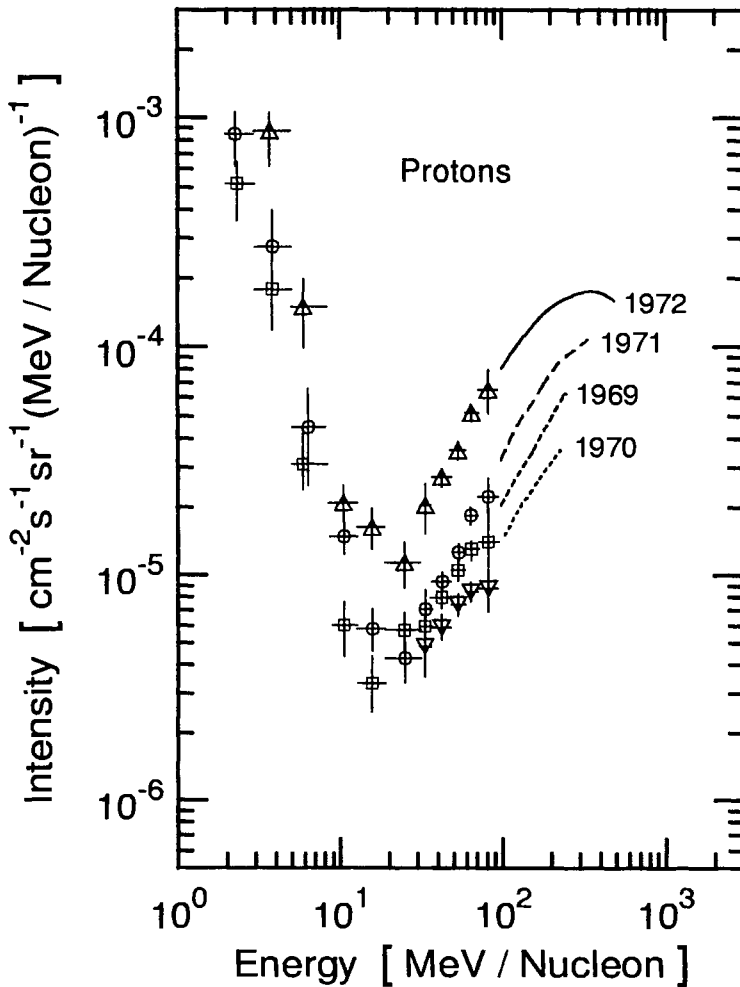 Intensity [ cm⁻²s⁻¹sr⁻¹(MeV / Nucleon)⁻¹ ]
10⁻³
10⁻⁴
10⁻⁵
10⁻⁶
Protons
1972
1971
1969
1970
10⁰ 10¹ 10² 10³
Energy [ MeV / Nucleon ]